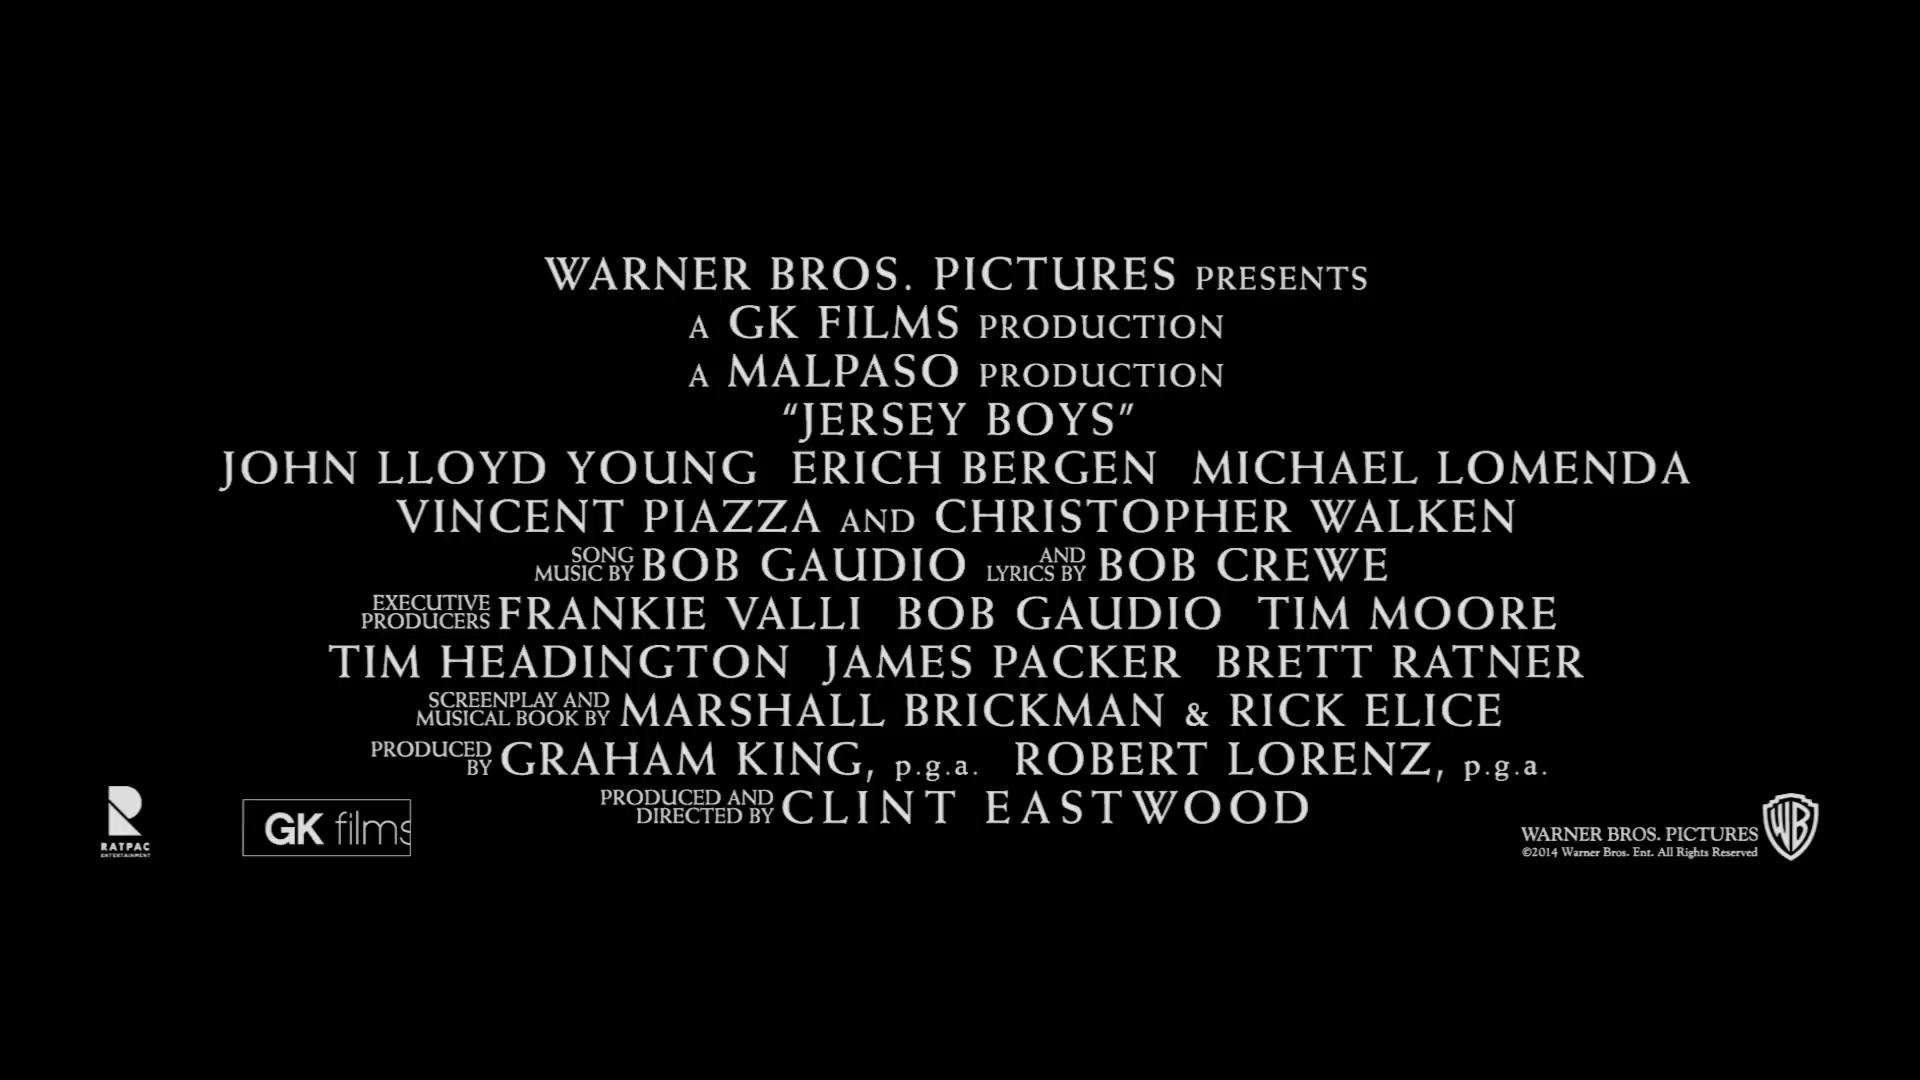 WARNER BROS. PICTURES PRESENTS
A GK FILMS PRODUCTION
A MALPASO PRODUCTION
“JERSEY BOYS”
JOHN LLOYD YOUNG ERICH BERGEN MICHAEL LOMENDA
VINCENT PIAZZA AND CHRISTOPHER WALKEN
SONG MUSIC BY BOB GAUDIO AND LYRICS BY BOB CREWE
EXECUTIVE PRODUCERS FRANKIE VALLI BOB GAUDIO TIM MOORE
TIM HEADINGTON JAMES PACKER BRETT RATNER
SCREENPLAY AND MUSICAL BOOK BY MARSHALL BRICKMAN & RICK ELICE
PRODUCED BY GRAHAM KING, p.g.a. ROBERT LORENZ, p.g.a.
PRODUCED AND DIRECTED BY CLINT EASTWOOD
RATPAC
ENTERTAINMENT
GK films
WARNER BROS. PICTURES
©2014 Warner Bros. Ent. All Rights Reserved
WB